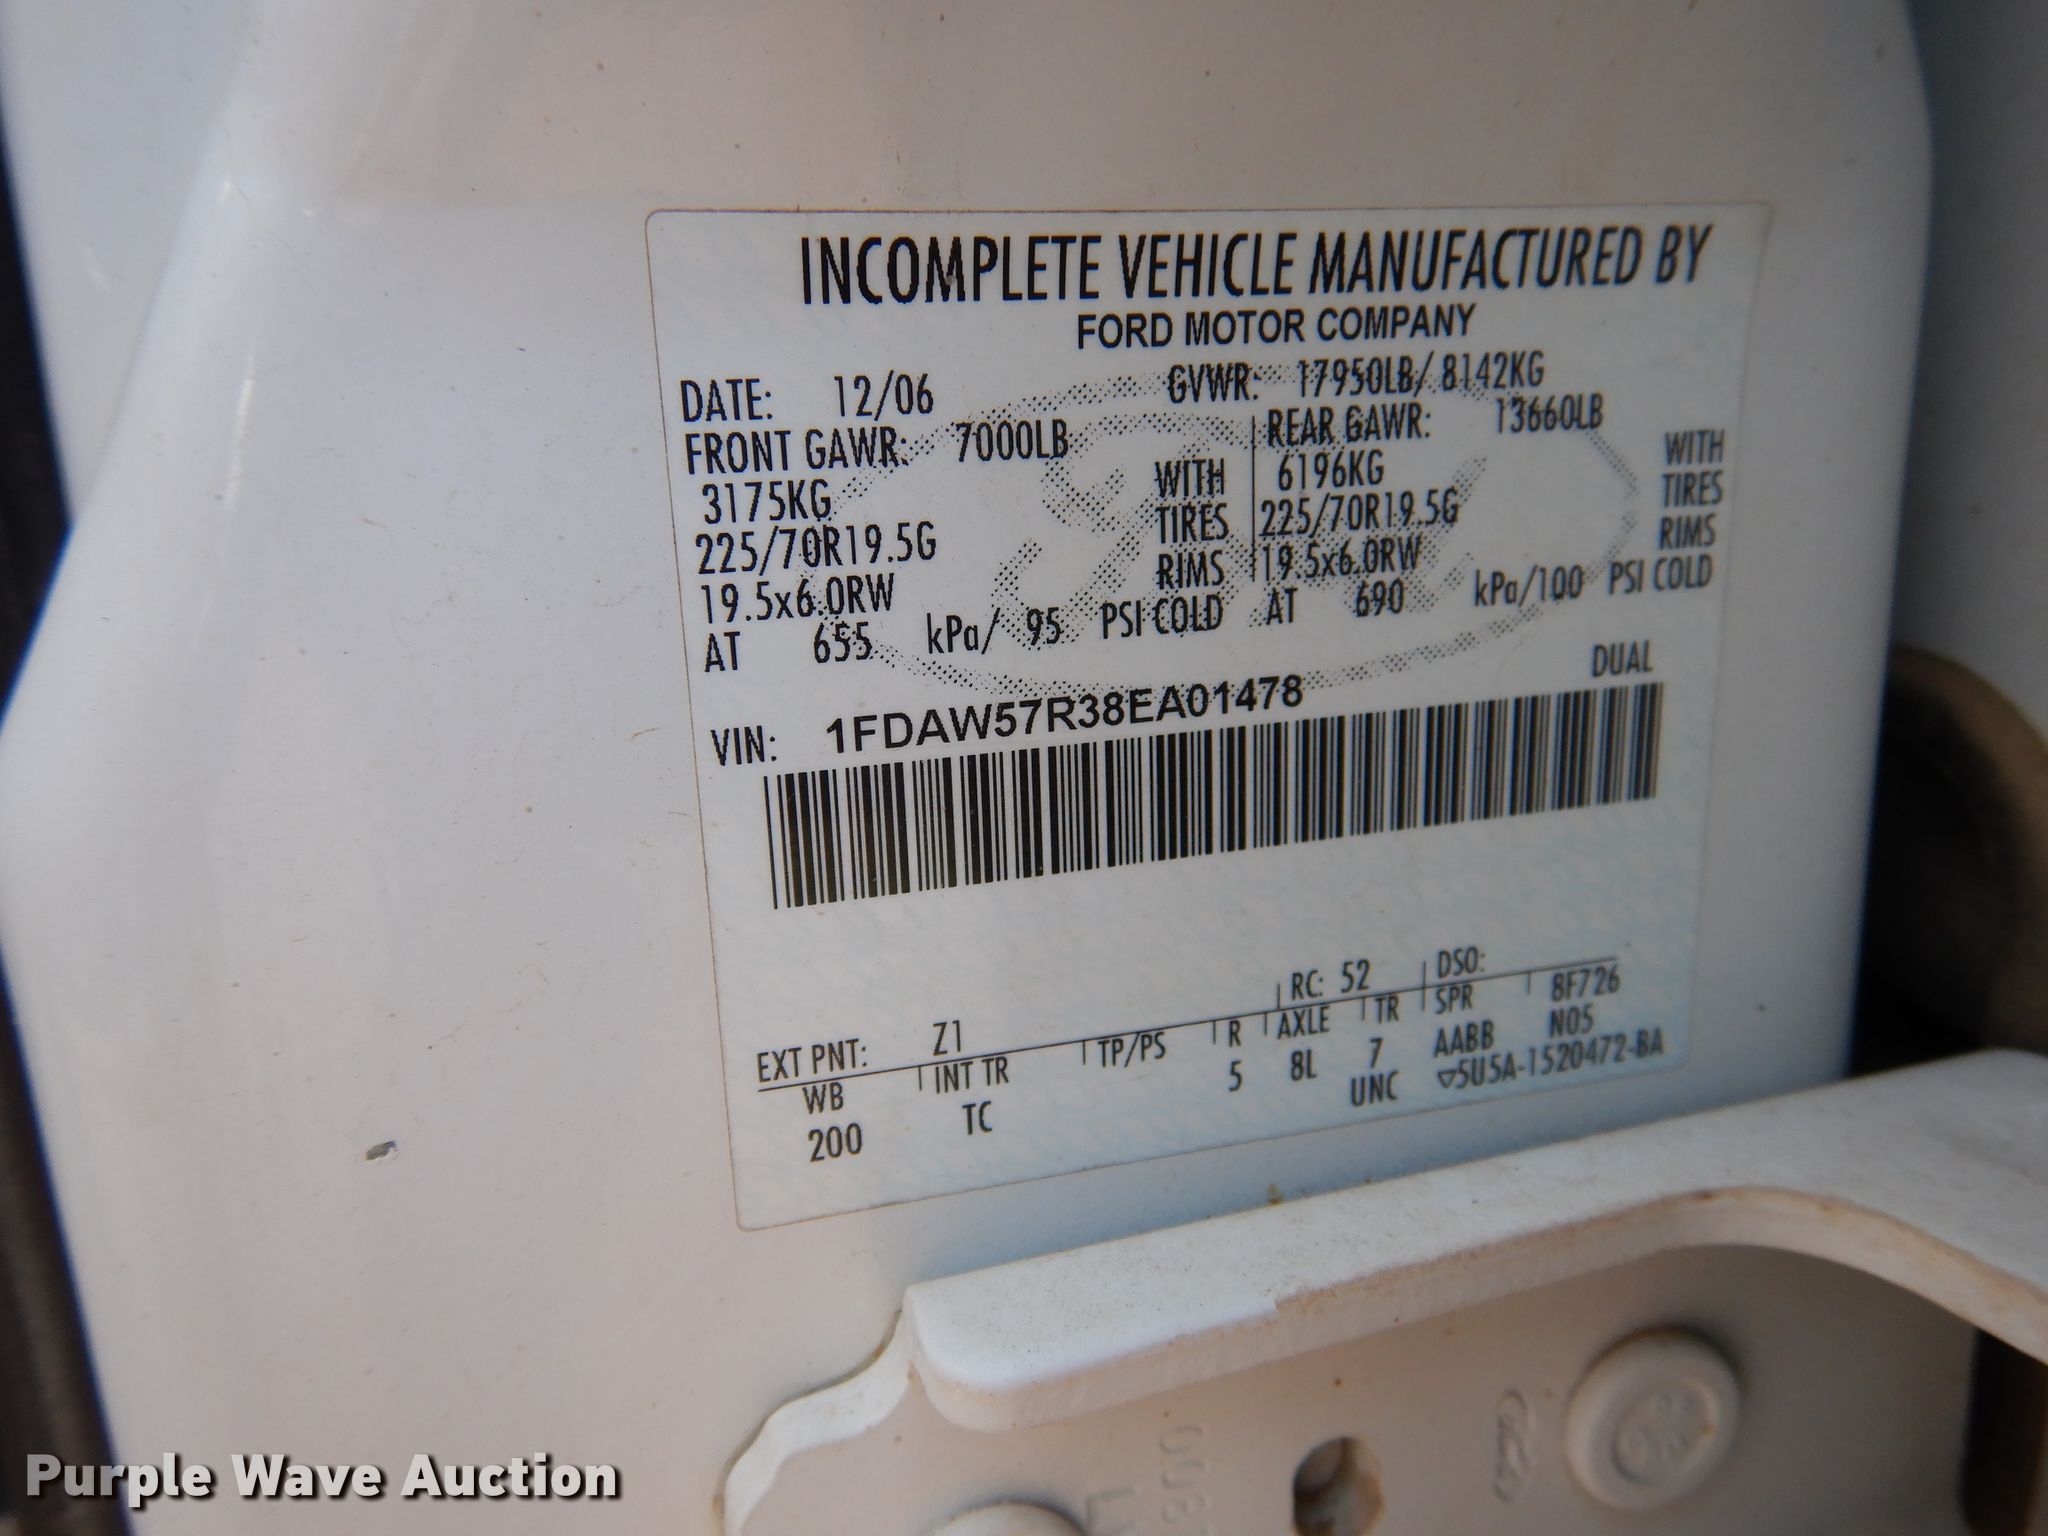 INCOMPLETE VEHICLE MANUFACTURED BY
FORD MOTOR COMPANY
DATE: 12/06 GVWR: 17950LB/ 8142KG
FRONT GAWR: 7000LB REAR GAWR: 13660LB
3175KG WITH 6196KG WITH
225/70R19.5G TIRES 225/70R19.5G TIRES
19.5x6.0RW RIMS 19.5x6.0RW RIMS
AT 655 kPa/ 95 PSI COLD AT 690 kPa/100 PSI COLD
DUAL
VIN: 1FDAW57R38EA01478
EXT PNT: Z1 RC: 52 DSO:
WB INT TR TP/PS R AXLE TR SPR 8F726
200 TC 5 8L 7 AABB N05
UNC ▽5U5A-1520472-BA
Purple Wave Auction